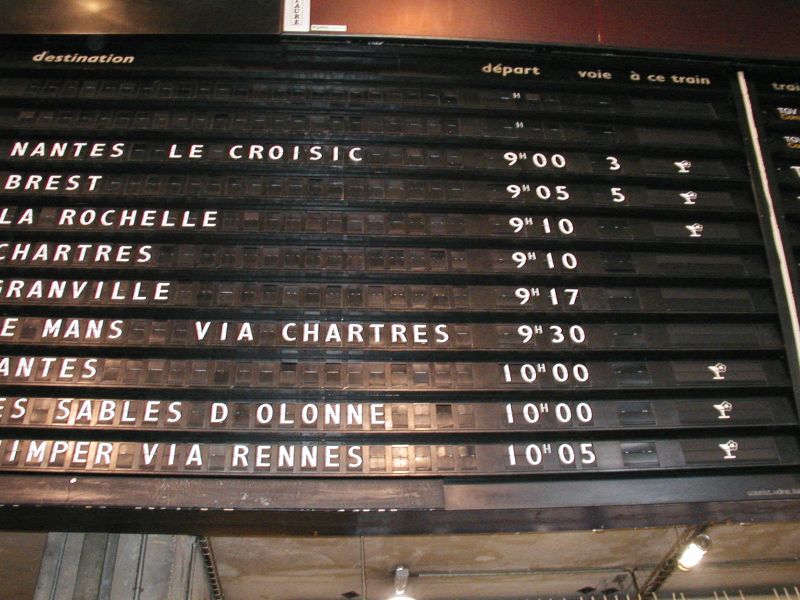 destination départ voie à ce train
NANTES LE CROISIC 9H00 3
BREST 9H05 5
LA ROCHELLE 9H10
CHARTRES 9H10
GRANVILLE 9H17
E MANS VIA CHARTRES 9H30
ANTES 10H00
ES SABLES D OLONNE 10H00
UIMPER VIA RENNES 10H05